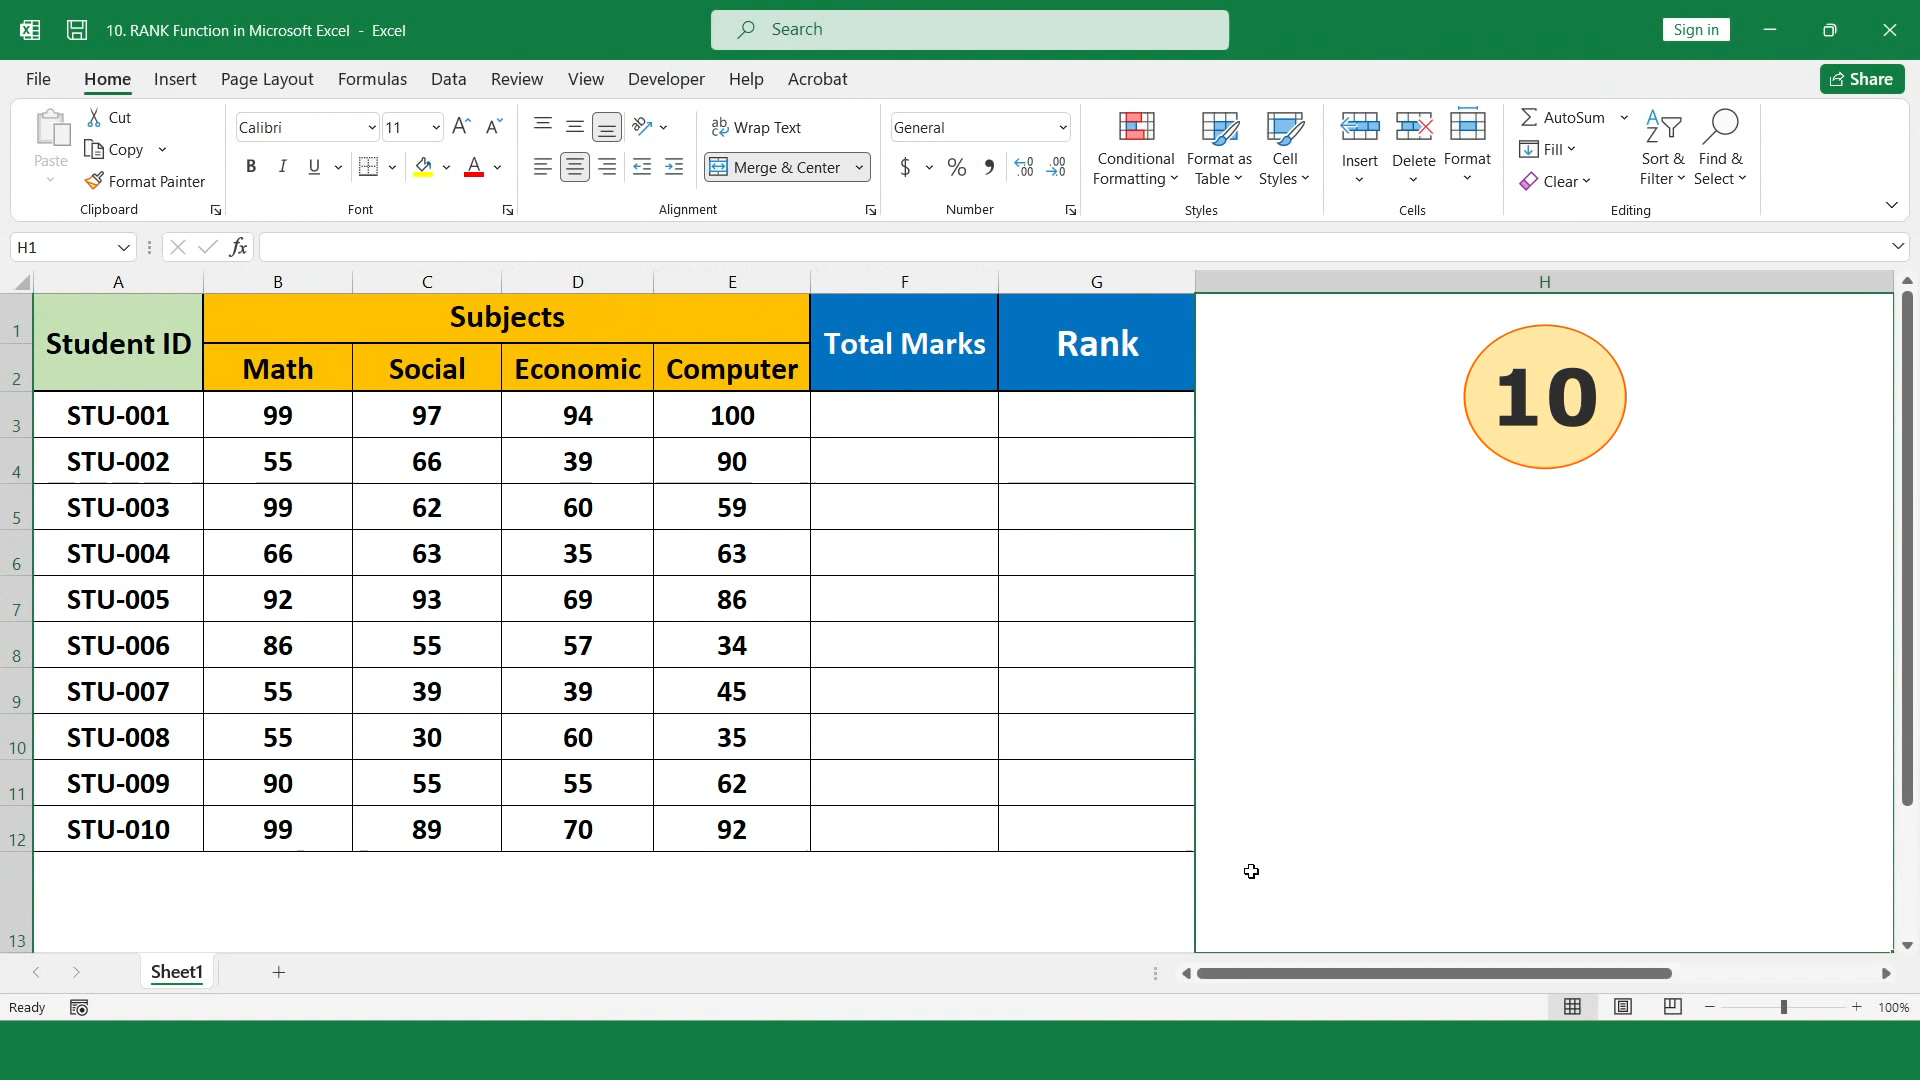 10. RANK Function in Microsoft Excel - Excel
Search
Sign in
File Home Insert Page Layout Formulas Data Review View Developer Help Acrobat
Share
Paste
Cut
Copy
Format Painter
Clipboard
Calibri 11
B I U
Font
Wrap Text
Merge & Center
Alignment
General
$ % 9
Number
Conditional Formatting
Format as Table
Cell Styles
Styles
Insert
Delete
Format
Cells
AutoSum
Fill
Clear
Sort & Filter
Find & Select
Editing
H1
fx
A B C D E F G H
1 Student ID Subjects Total Marks Rank
2 Math Social Economic Computer
3 STU-001 99 97 94 100
4 STU-002 55 66 39 90
5 STU-003 99 62 60 59
6 STU-004 66 63 35 63
7 STU-005 92 93 69 86
8 STU-006 86 55 57 34
9 STU-007 55 39 39 45
10 STU-008 55 30 60 35
11 STU-009 90 55 55 62
12 STU-010 99 89 70 92
13
10
Sheet1
Ready
100%